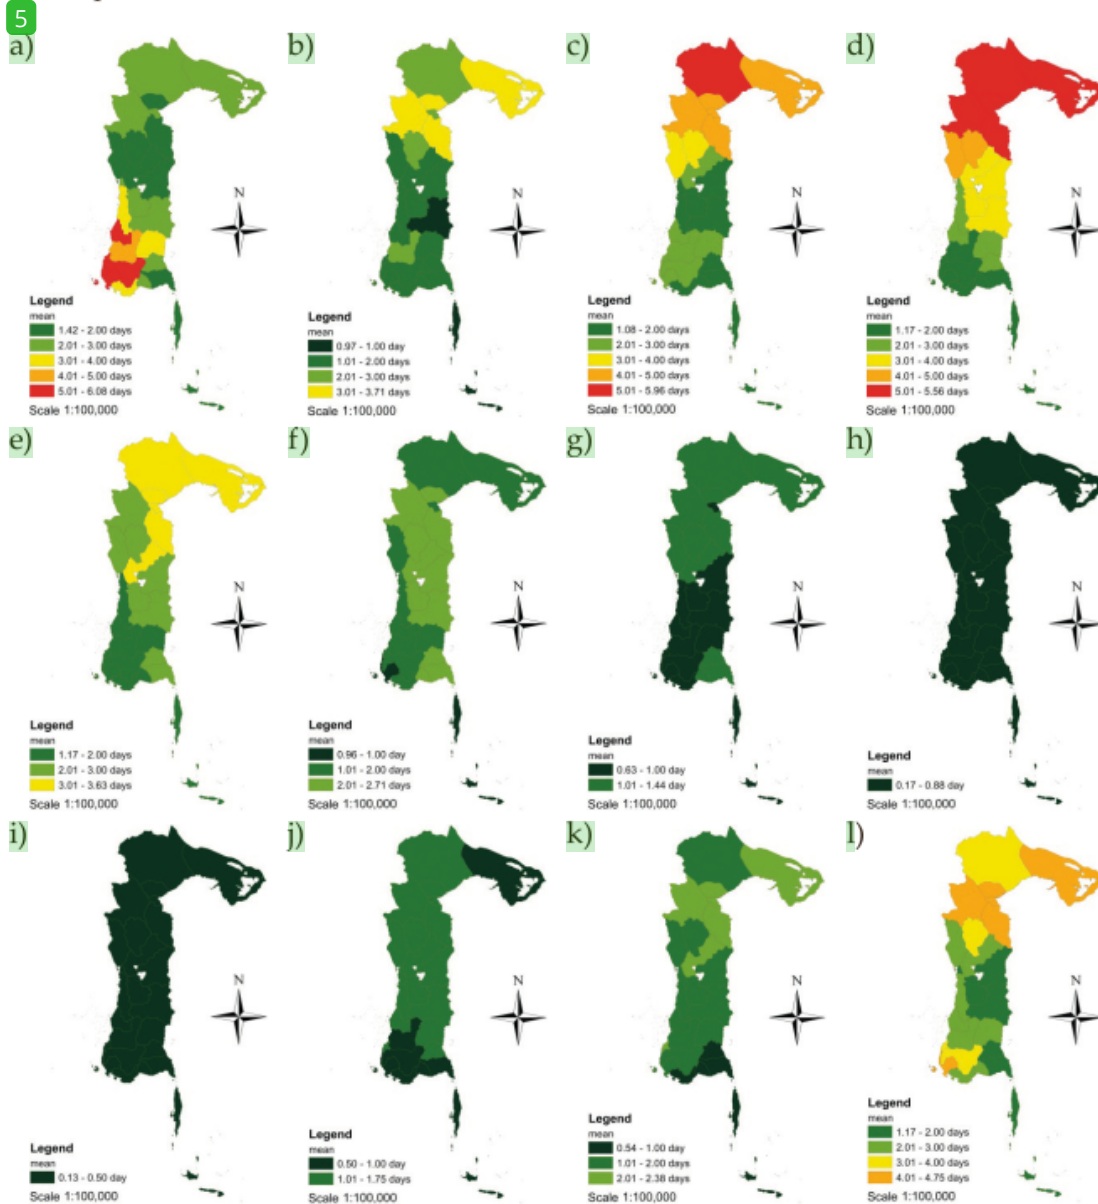 5
a)
b)
c)
d)
N
N
N
N
Legend
mean
1.42 - 2.00 days
2.01 - 3.00 days
3.01 - 4.00 days
4.01 - 5.00 days
5.01 - 6.08 days
Scale 1:100,000
Legend
mean
0.97 - 1.00 day
1.01 - 2.00 days
2.01 - 3.00 days
3.01 - 3.71 days
Scale 1:100,000
Legend
mean
1.08 - 2.00 days
2.01 - 3.00 days
3.01 - 4.00 days
4.01 - 5.00 days
5.01 - 5.96 days
Scale 1:100,000
Legend
mean
1.17 - 2.00 days
2.01 - 3.00 days
3.01 - 4.00 days
4.01 - 5.00 days
5.01 - 5.56 days
Scale 1:100,000
e)
f)
g)
h)
N
N
N
N
Legend
mean
1.17 - 2.00 days
2.01 - 3.00 days
3.01 - 3.63 days
Scale 1:100,000
Legend
mean
0.96 - 1.00 day
1.01 - 2.00 days
2.01 - 2.71 days
Scale 1:100,000
Legend
mean
0.63 - 1.00 day
1.01 - 1.44 day
Scale 1:100,000
Legend
mean
0.17 - 0.88 day
Scale 1:100,000
i)
j)
k)
l)
N
N
N
N
Legend
mean
0.13 - 0.50 day
Scale 1:100,000
Legend
mean
0.50 - 1.00 day
1.01 - 1.75 days
Scale 1:100,000
Legend
mean
0.54 - 1.00 day
1.01 - 2.00 days
2.01 - 2.38 days
Scale 1:100,000
Legend
mean
1.17 - 2.00 days
2.01 - 3.00 days
3.01 - 4.00 days
4.01 - 4.75 days
Scale 1:100,000